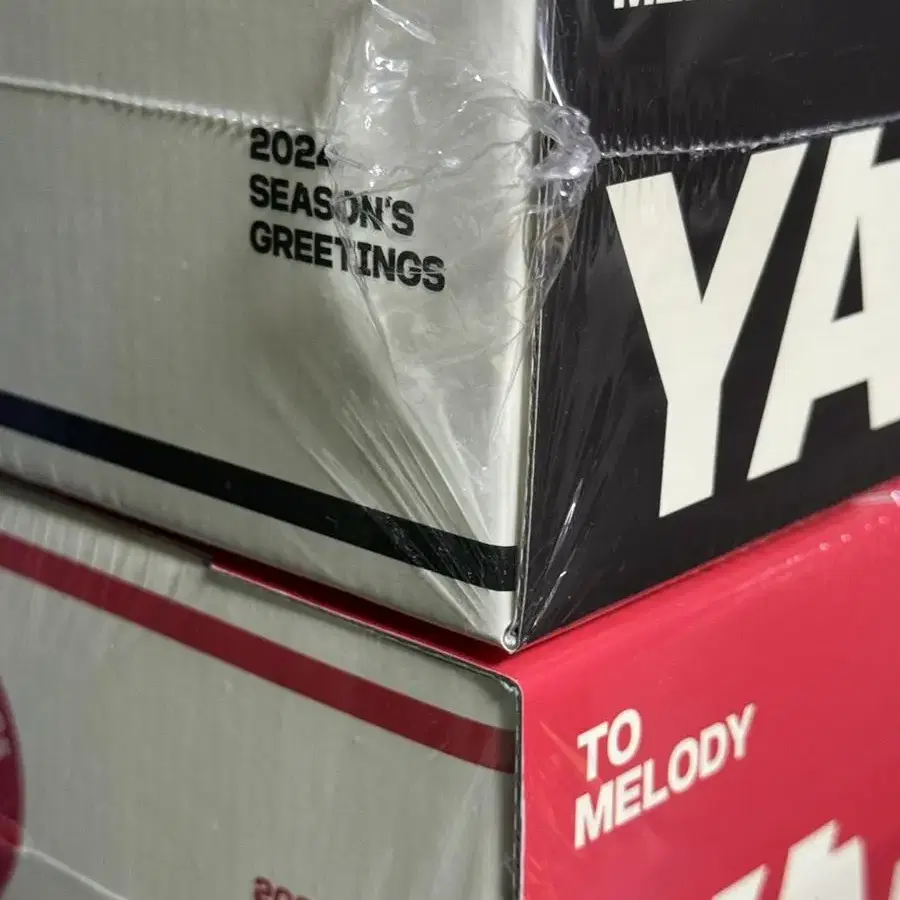 2024
SEASON'S
GREETINGS
YA
TO
MELODY